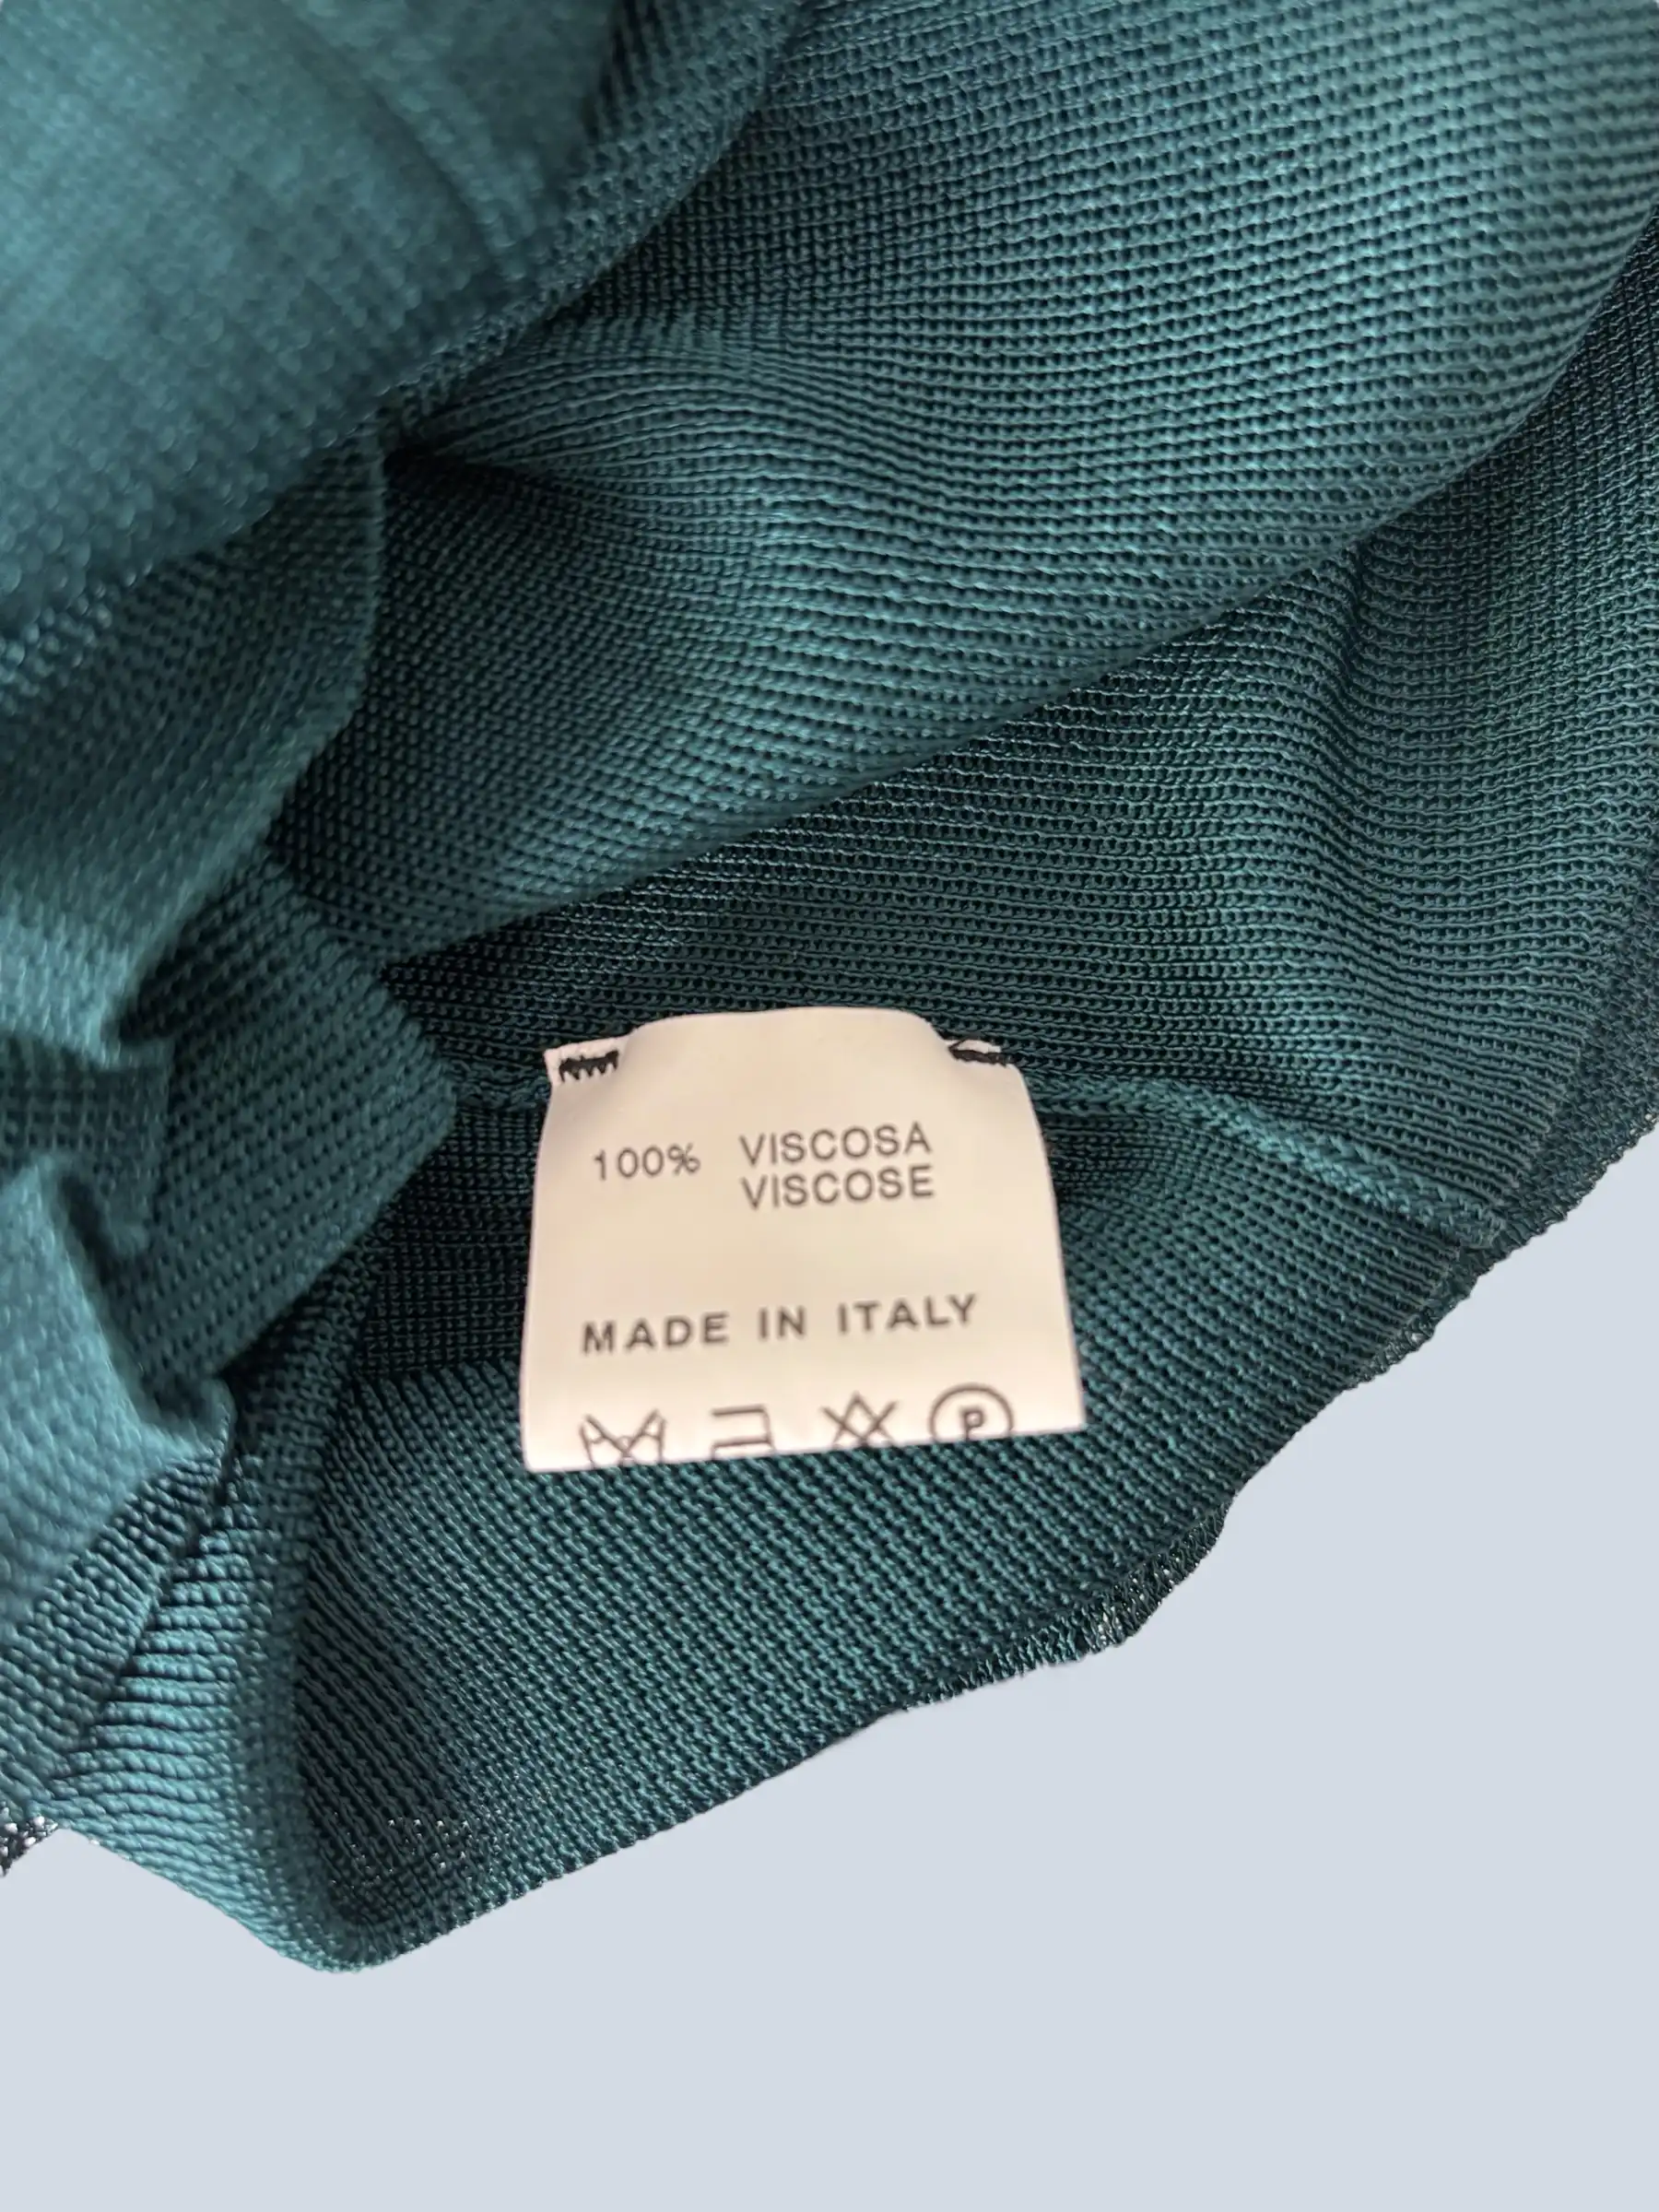 100% VISCOSA
VISCOSE
MADE IN ITALY
P